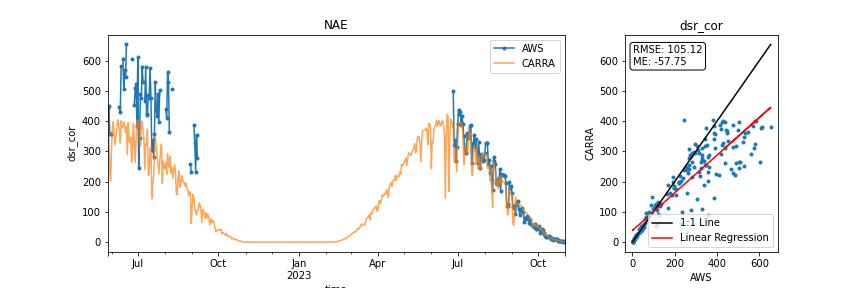 NAE
dsr_cor
600
500
400
300
200
100
0
Jul
Oct
Jan
2023
Apr
Jul
Oct
time
AWS
CARRA
dsr_cor
RMSE: 105.12
ME: -57.75
CARRA
600
500
400
300
200
100
0
1:1 Line
Linear Regression
0
200
400
600
AWS